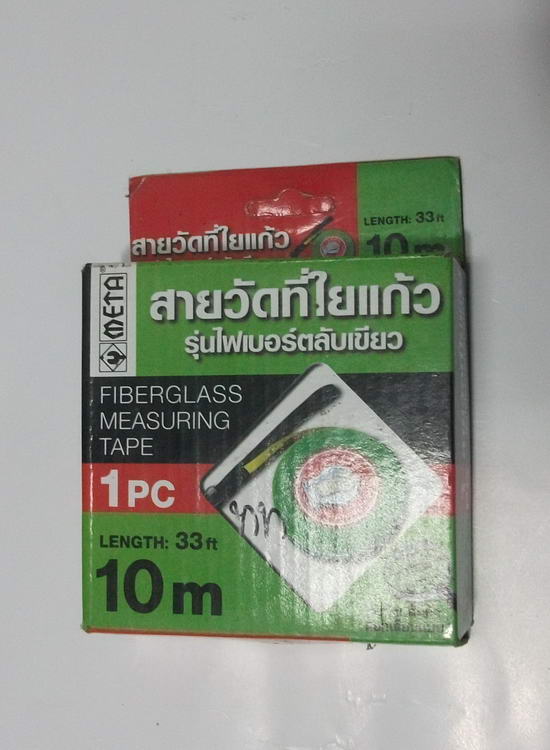 LENGTH: 33 ft
สายวัดที่ใยแก้ว
10 m
META
®
สายวัดที่ใยแก้ว
รุ่นไฟเบอร์ตลับเขียว
FIBERGLASS
MEASURING
TAPE
1 PC
LENGTH: 33 ft
10 m